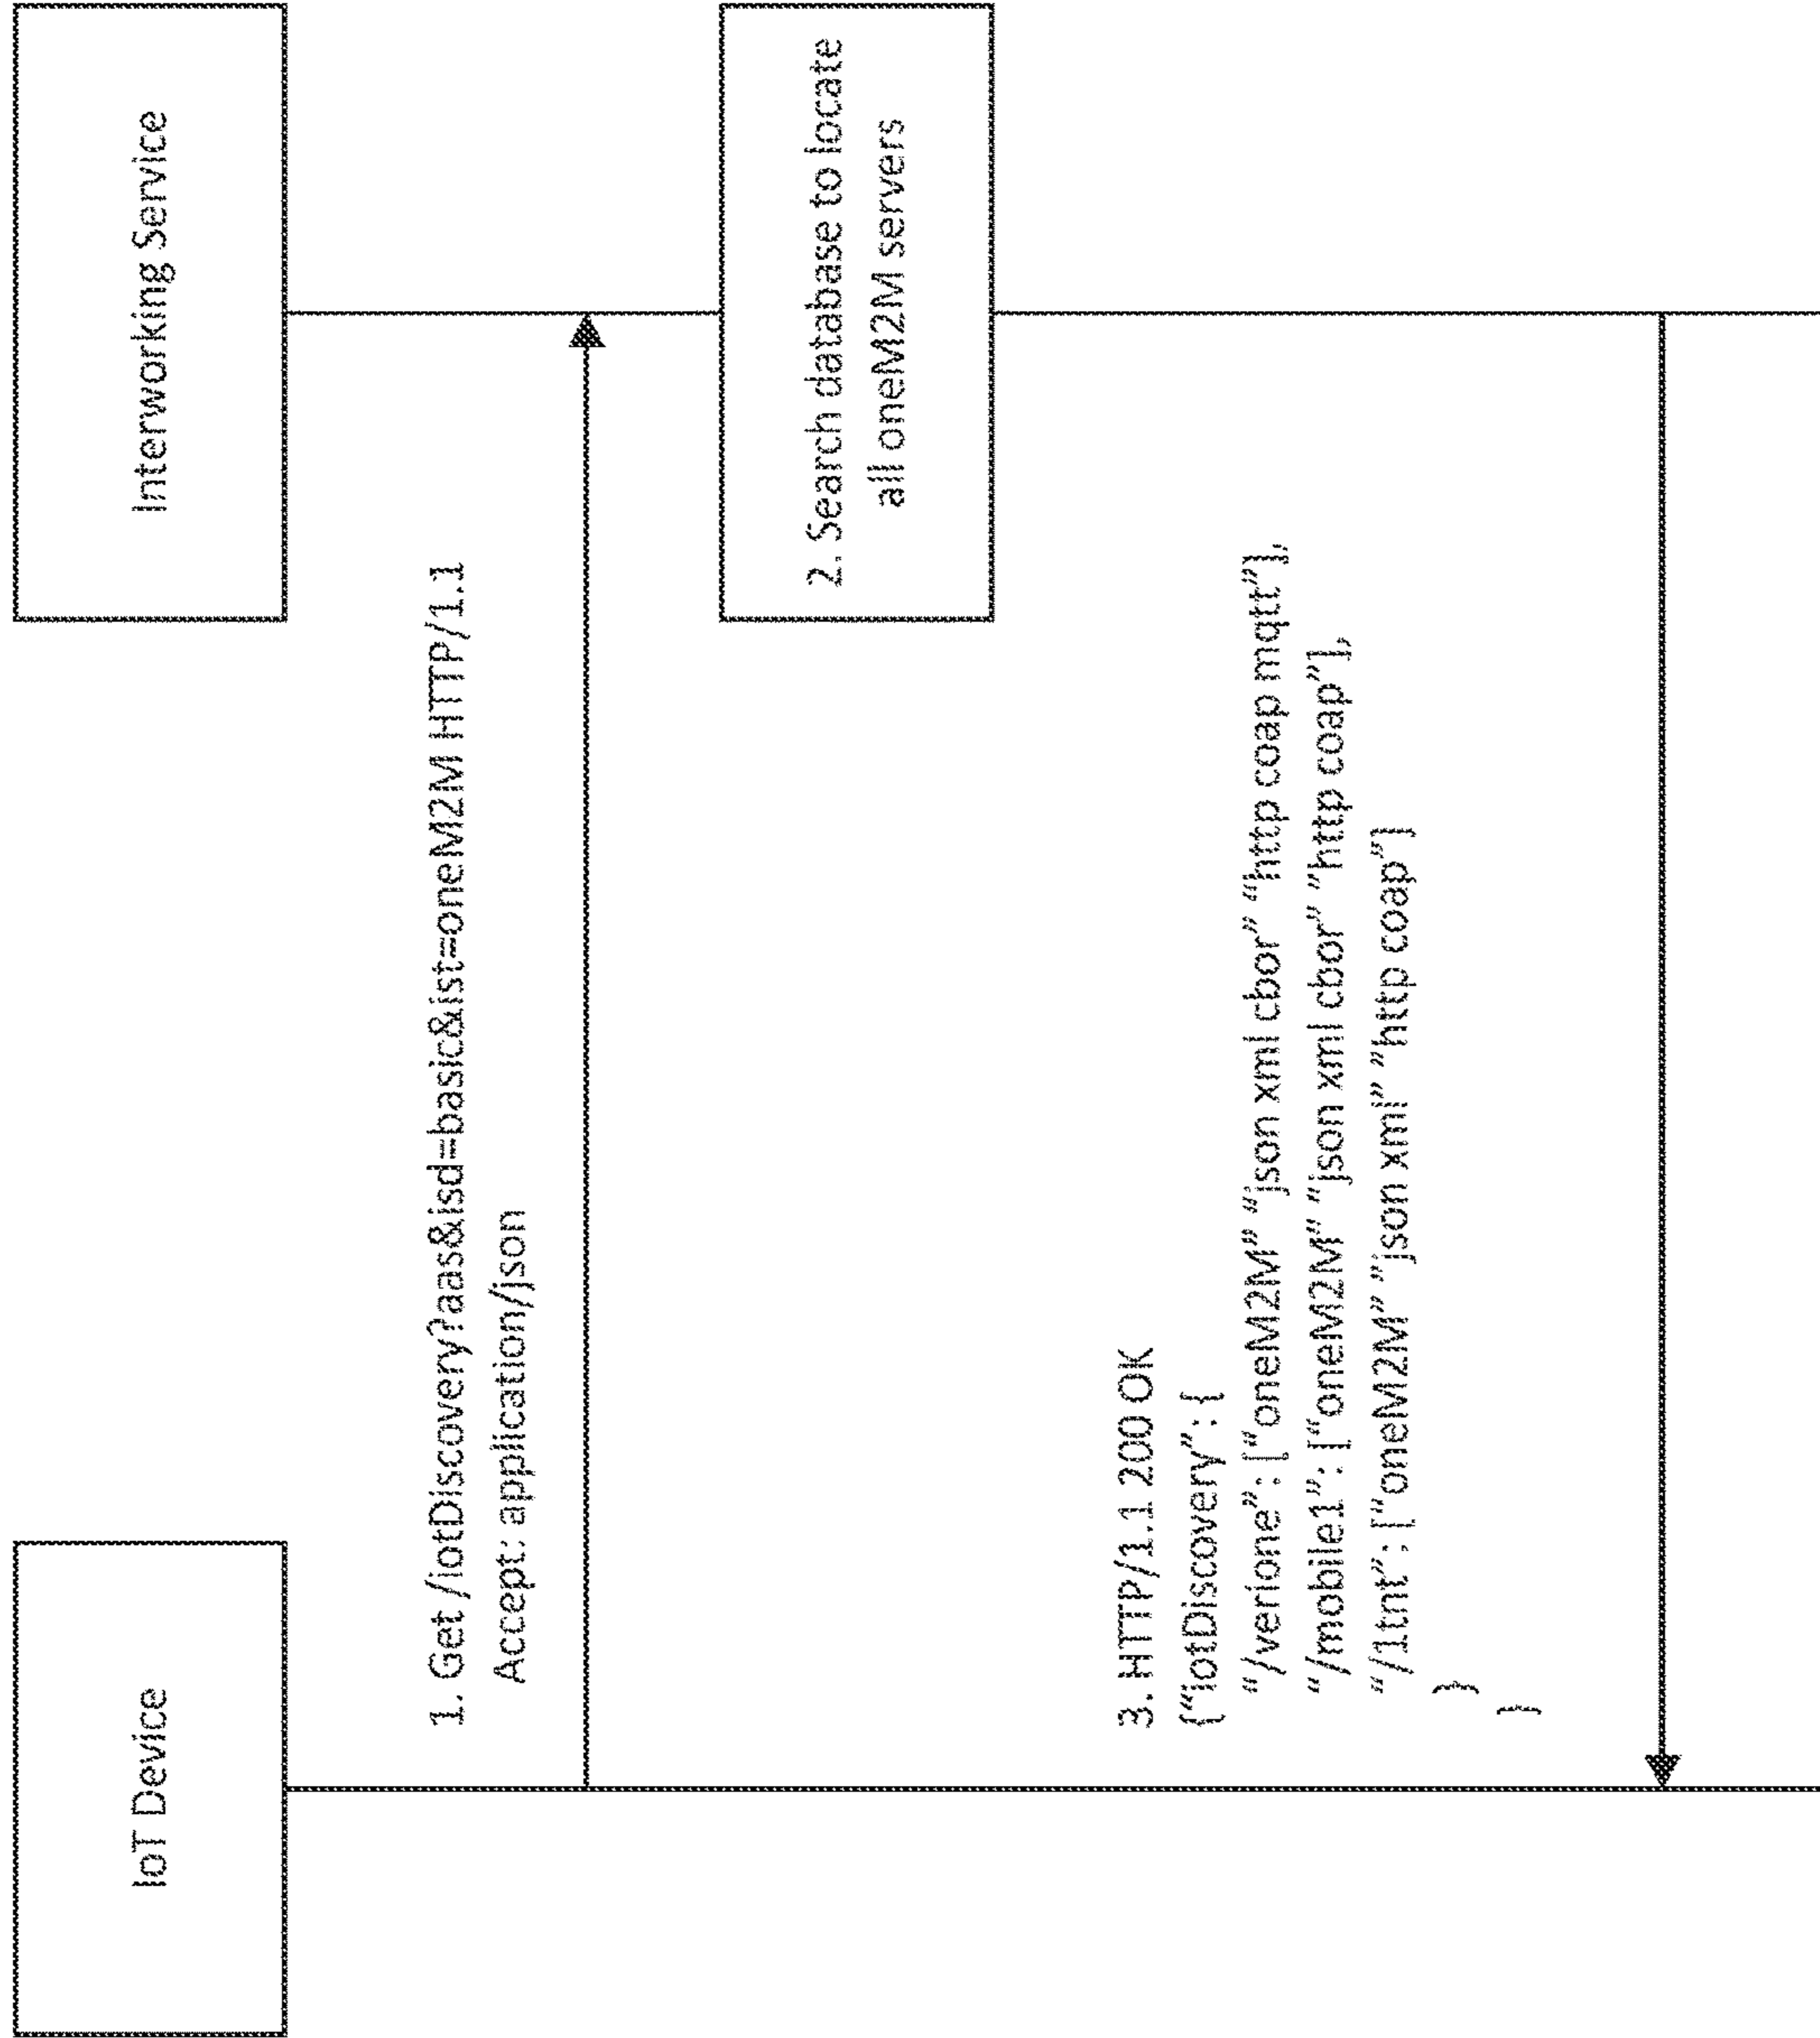 IoT Device
Interworking Service
1. Get /iotDiscovery?aas&isd=basic&ist=oneM2M HTTP/1.1
Accept: application/json
2. Search database to locate
all oneM2M servers
3. HTTP/1.1 200 OK
{“iotDiscovery”: {
“/verione”: [“oneM2M” “json xml cbor” “http coap mqtt”],
“/mobile1”: [“oneM2M” “json xml cbor” “http coap”],
“/1tnt”: [“oneM2M” “json xml” “http coap”]
}
}